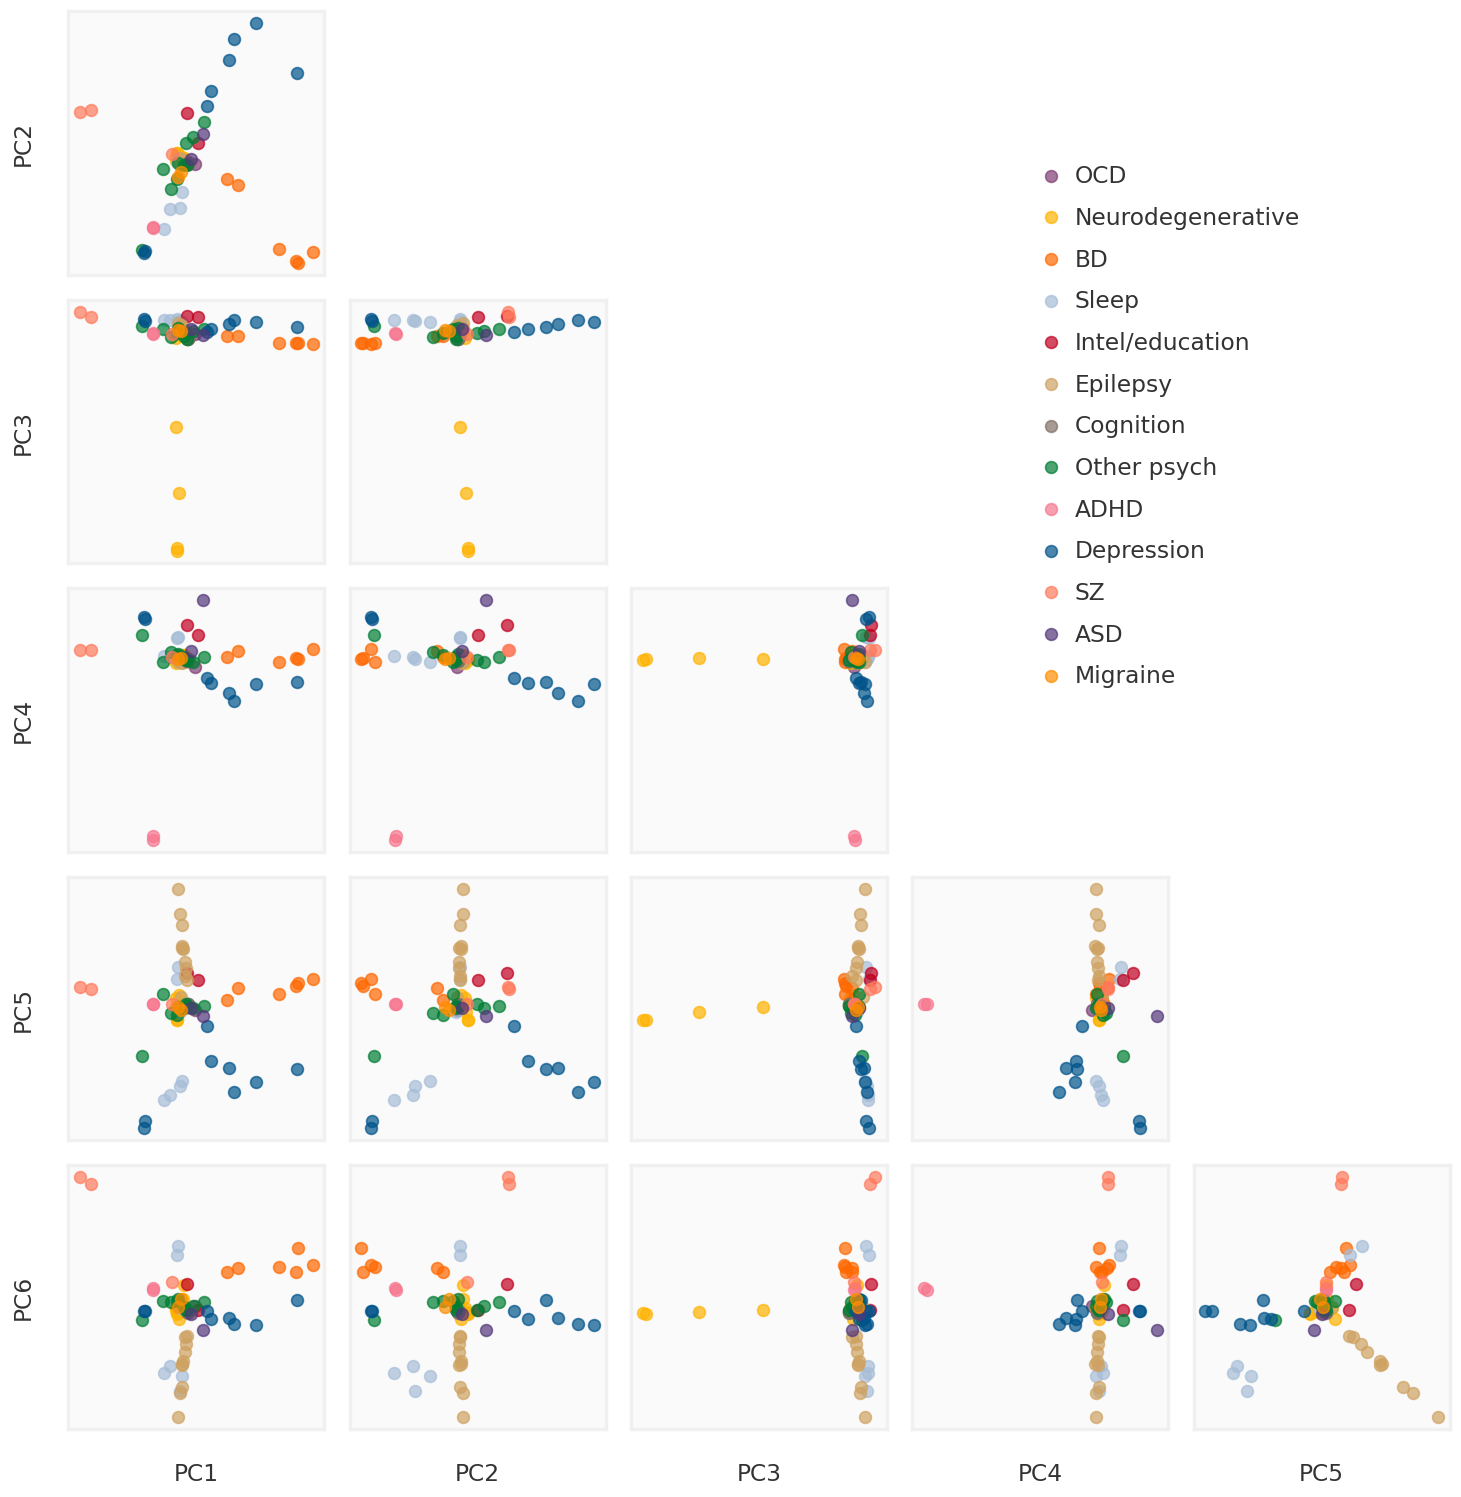 PC2
OCD
Neurodegenerative
BD
Sleep
Intel/education
Epilepsy
Cognition
Other psych
ADHD
Depression
SZ
ASD
Migraine
PC3
PC4
PC5
PC6
PC1
PC2
PC3
PC4
PC5